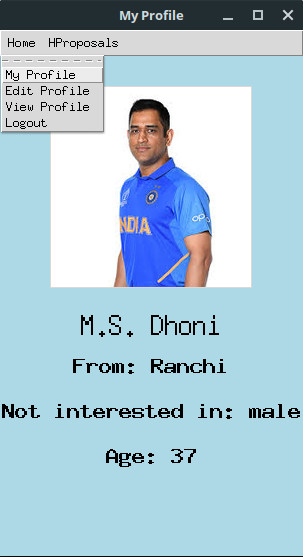 My Profile
Home HProposals
My Profile
Edit Profile
View Profile
Logout
INDIA
oppo
M.S. Dhoni
From: Ranchi
Not interested in: male
Age: 37